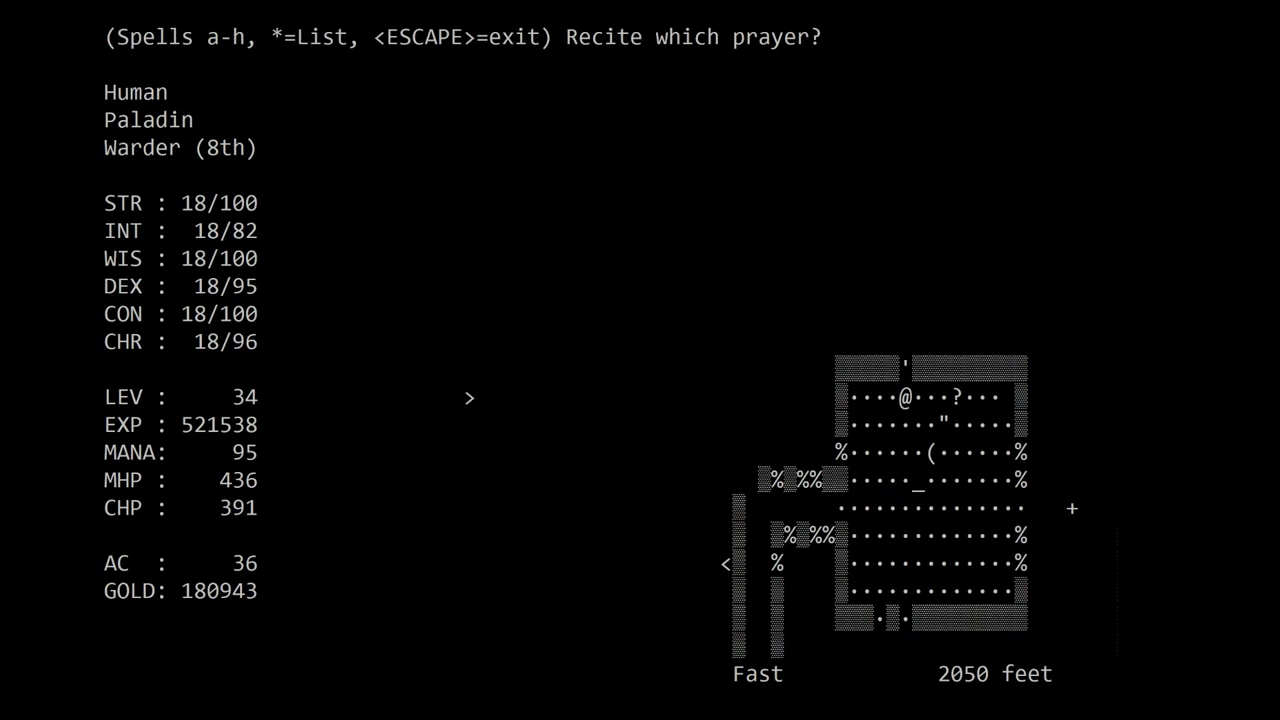 (Spells a-h, *=List, <ESCAPE>=exit) Recite which prayer?
Human
Paladin
Warder (8th)
STR : 18/100
INT :  18/82
WIS : 18/100
DEX :  18/95
CON : 18/100
CHR :  18/96
LEV :     34
EXP : 521538
MANA:     95
MHP :    436
CHP :    391
AC  :     36
GOLD: 180943
Fast 2050 feet